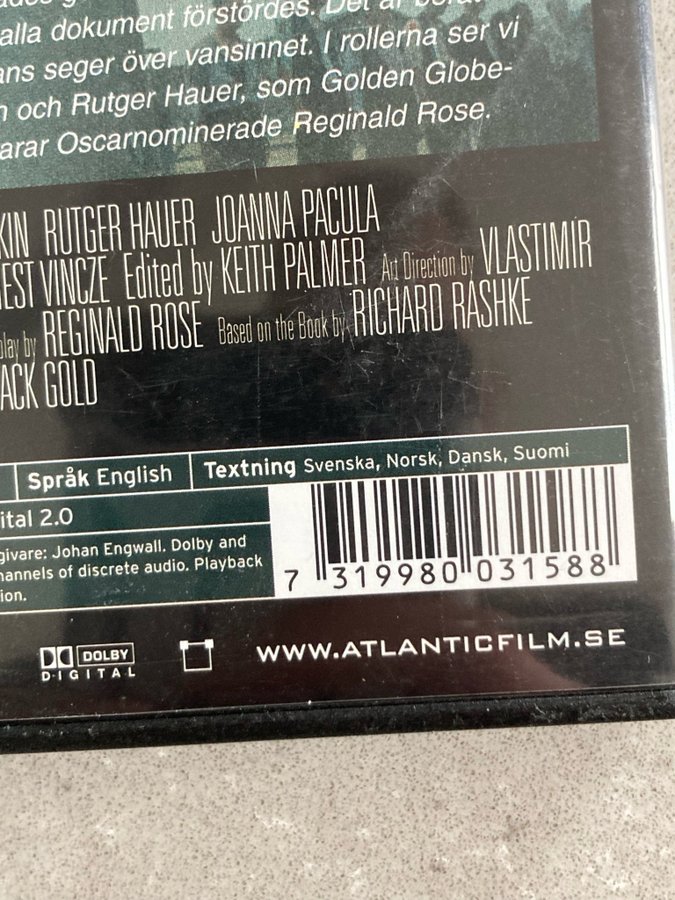 alla dokument förstördes. Det är
ans seger över vansinnet. I rollerna ser vi
n och Rutger Hauer, som Golden Globe-
arar Oscarnominerade Reginald Rose.
KIN RUTGER HAUER JOANNA PACULA
EST VINCZE Edited by KEITH PALMER Art Direction by VLASTIMIR
play by REGINALD ROSE Based on the Book by RICHARD RASHKE
ACK GOLD
Språk English Textning Svenska, Norsk, Dansk, Suomi
ital 2.0
givare: Johan Engwall. Dolby and
hannels of discrete audio. Playback
ion.
7 319980 031588
DOLBY
DIGITAL
WWW.ATLANTICFILM.SE